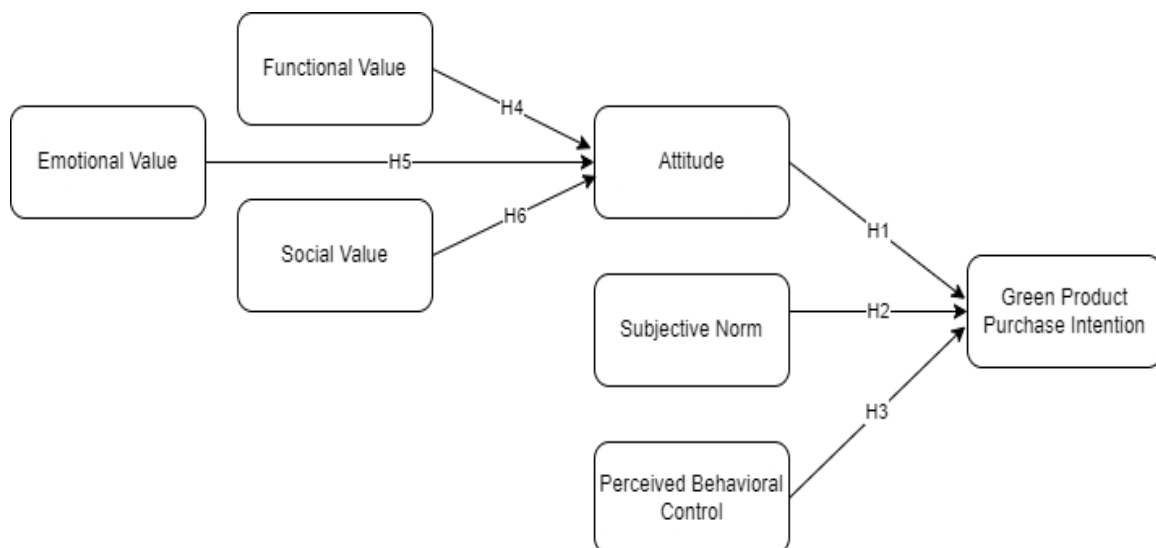 Functional Value
H4
Emotional Value
H5
Attitude
H6
Social Value
H1
Green Product
Purchase Intention
Subjective Norm
H2
H3
Perceived Behavioral
Control